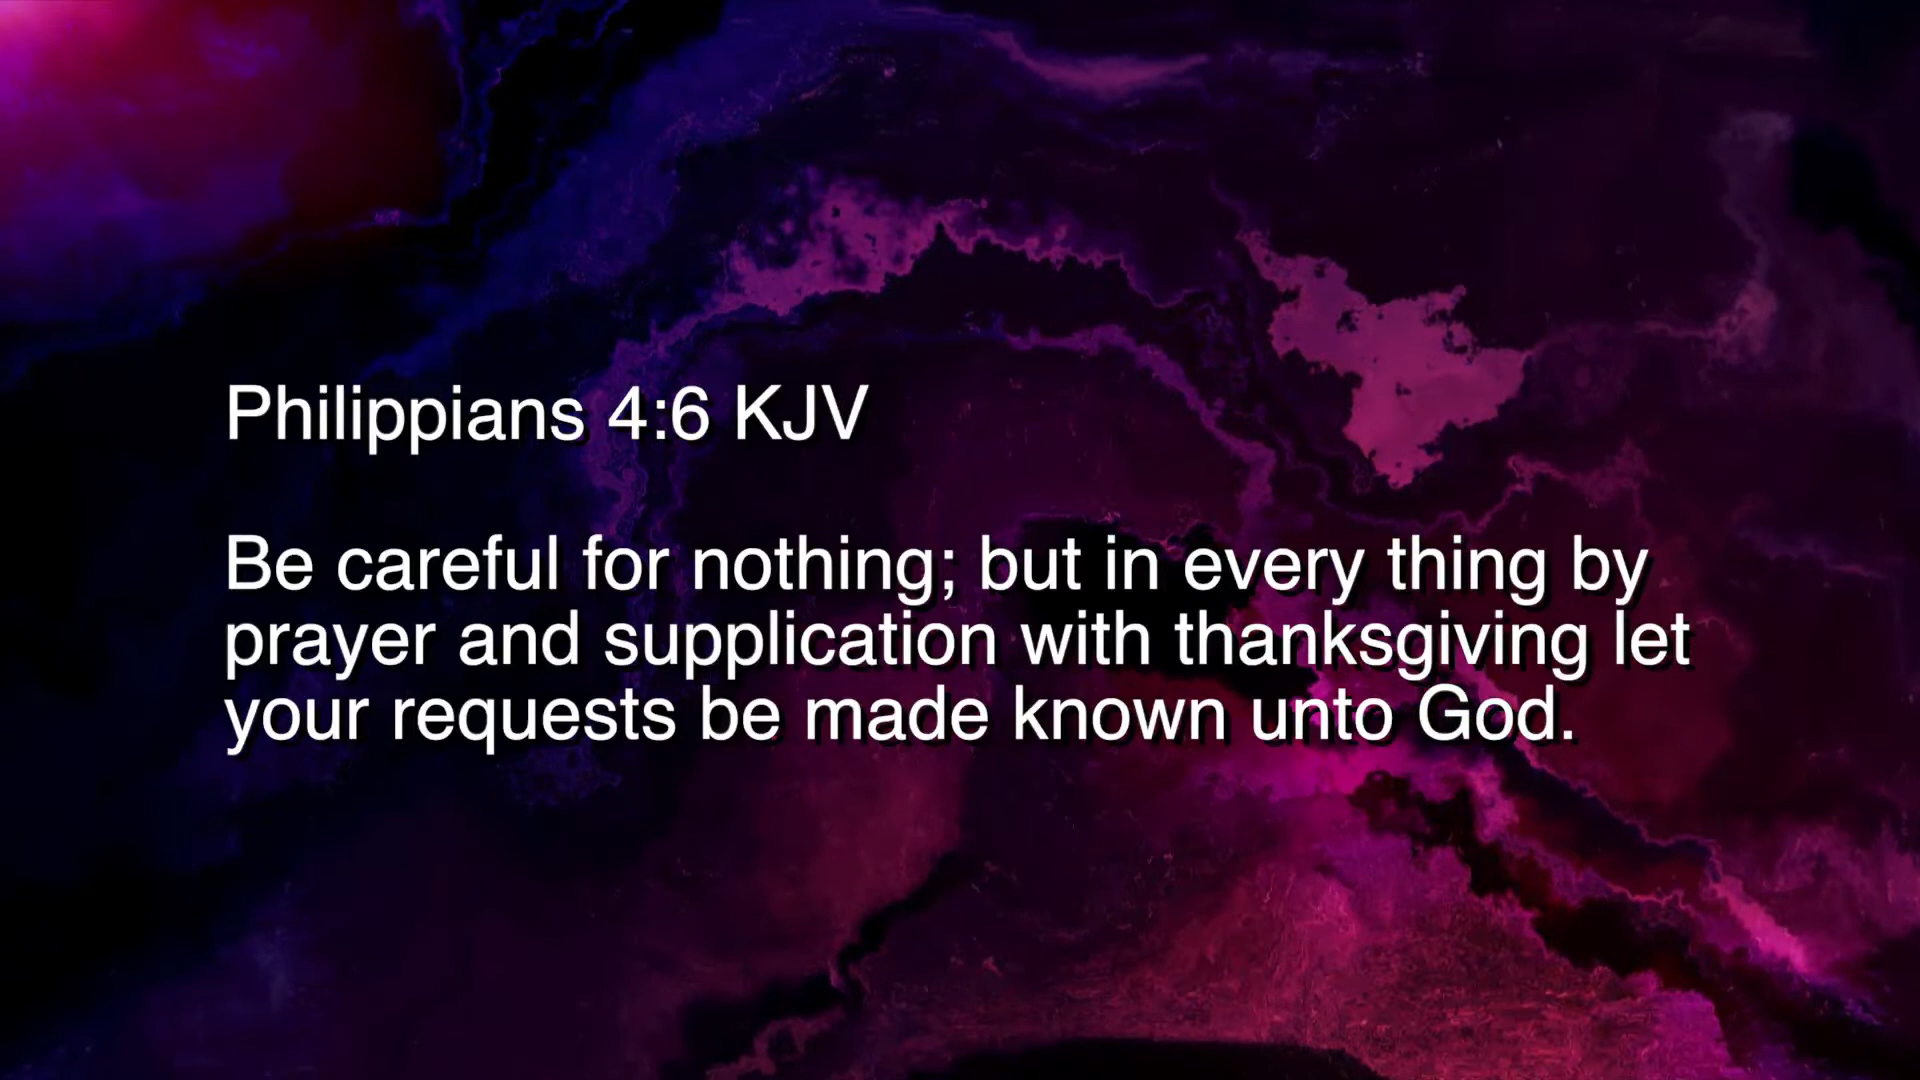 Philippians 4:6 KJV
Be careful for nothing; but in every thing by
prayer and supplication with thanksgiving let
your requests be made known unto God.